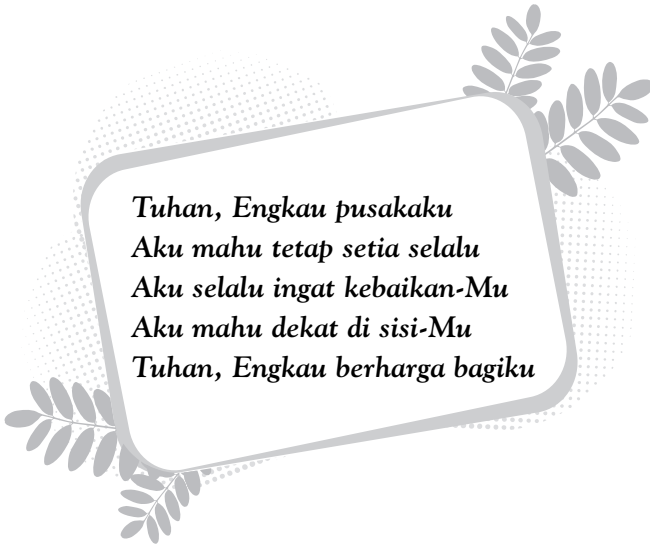 Tuhan, Engkau pusakaku
Aku mahu tetap setia selalu
Aku selalu ingat kebaikan-Mu
Aku mahu dekat di sisi-Mu
Tuhan, Engkau berharga bagiku